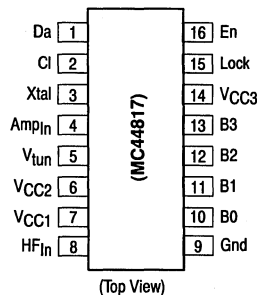 Da 1 16 En
Cl 2 15 Lock
Xtal 3 14 VCC3
AmpIn 4 13 B3
Vtun 5 12 B2
VCC2 6 11 B1
VCC1 7 10 B0
HFIn 8 9 Gnd
(MC44817)
(Top View)